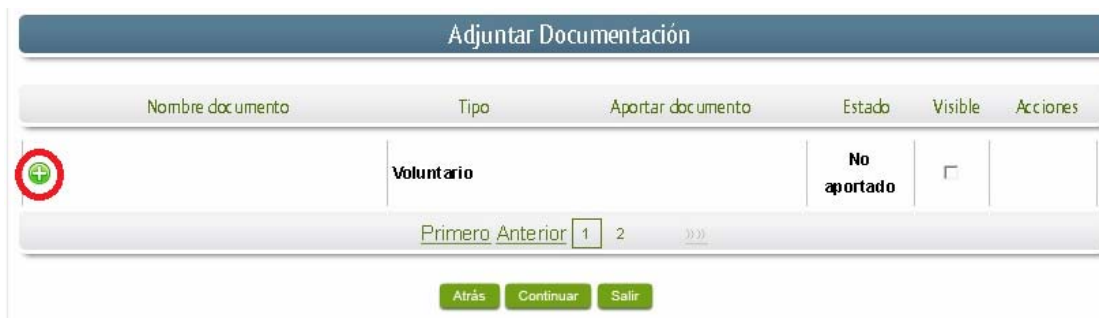 Adjuntar Documentación
Nombre documento Tipo Aportar documento Estado Visible Acciones
Voluntario No aportado
Primero Anterior 1 2 »»
Atrás Continuar Salir